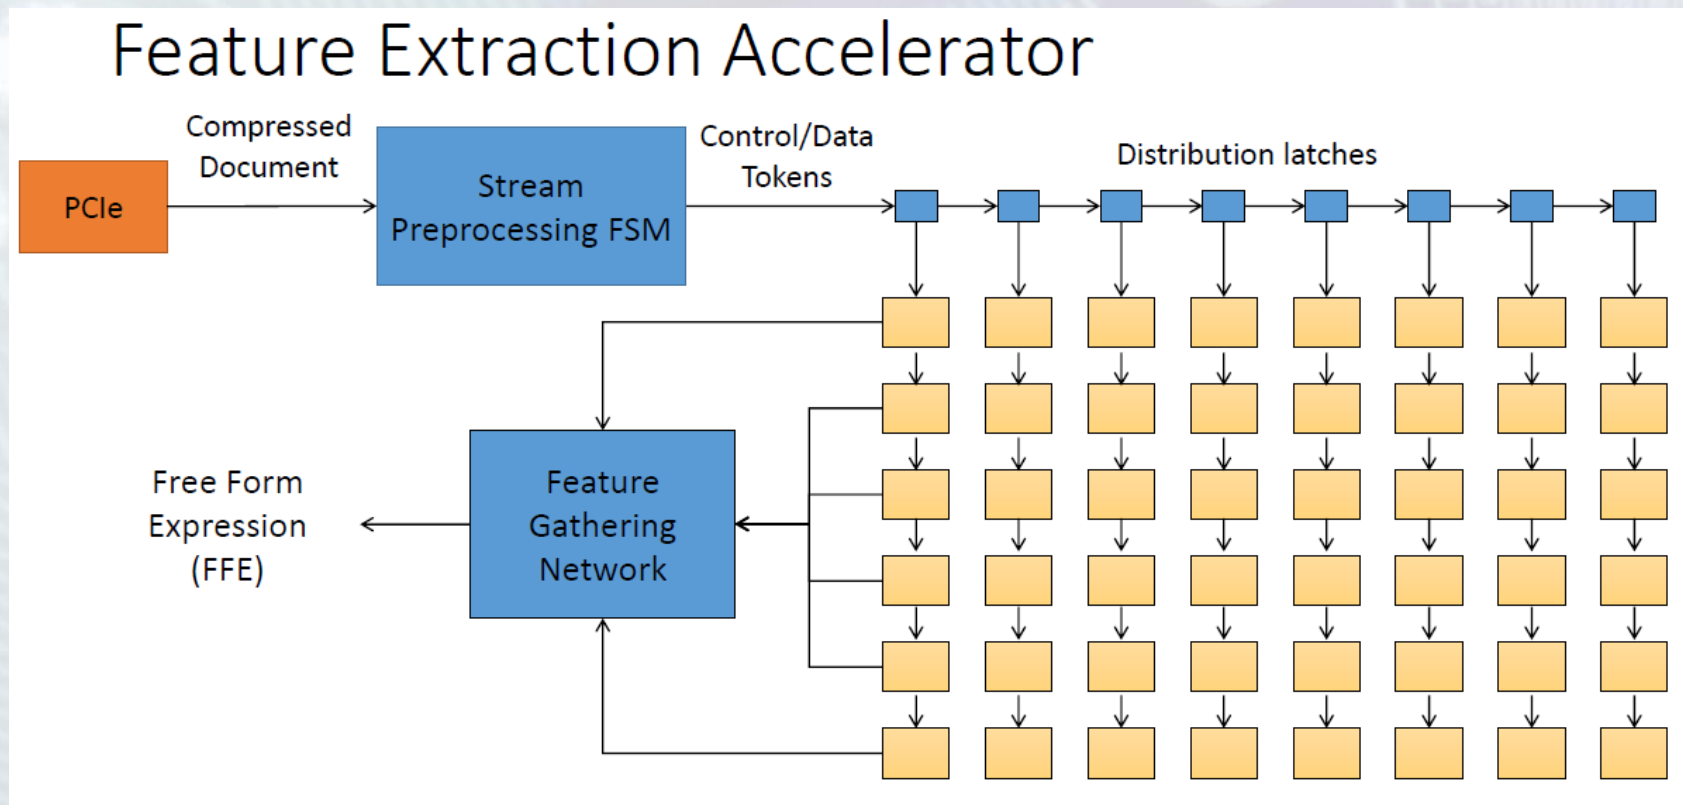 Feature Extraction Accelerator
Compressed
Document
Control/Data
Tokens
Distribution latches
PCIe
Stream
Preprocessing FSM
Free Form
Expression
(FFE)
Feature
Gathering
Network